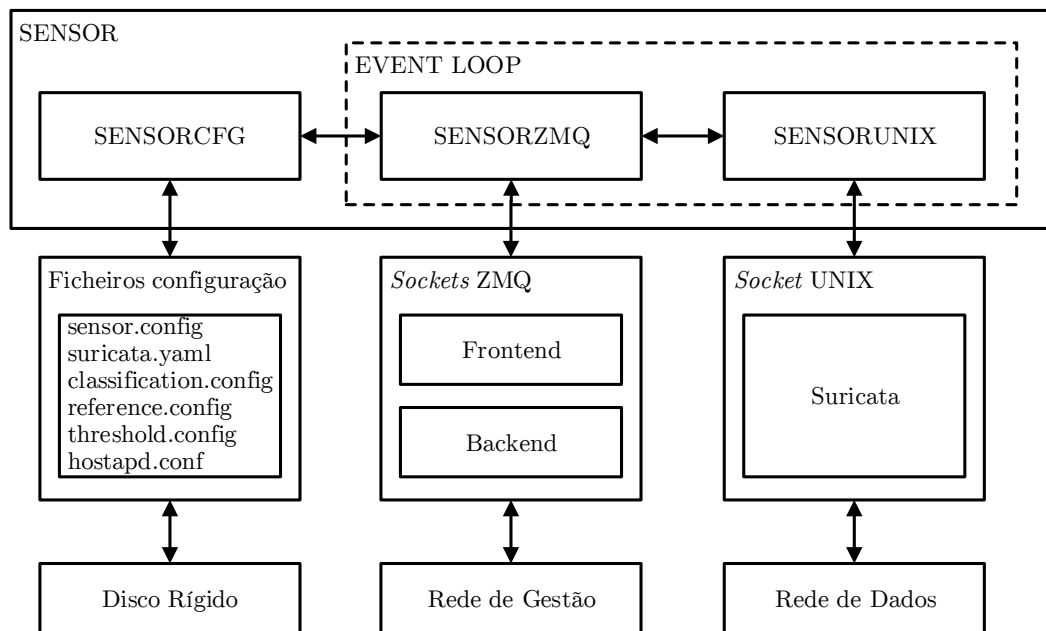 SENSOR
EVENT LOOP
SENSORCFG
SENSORZMQ
SENSORUNIX
Ficheiros configuração
sensor.config
suricata.yaml
classification.config
reference.config
threshold.config
hostapd.conf
Sockets ZMQ
Frontend
Backend
Socket UNIX
Suricata
Disco Rígido
Rede de Gestão
Rede de Dados